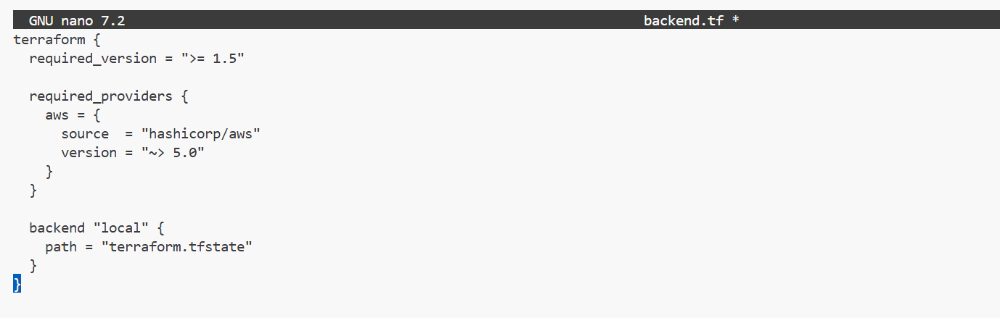 GNU nano 7.2 backend.tf *
terraform {
  required_version = ">= 1.5"

  required_providers {
    aws = {
      source  = "hashicorp/aws"
      version = "~> 5.0"
    }
  }

  backend "local" {
    path = "terraform.tfstate"
  }
}